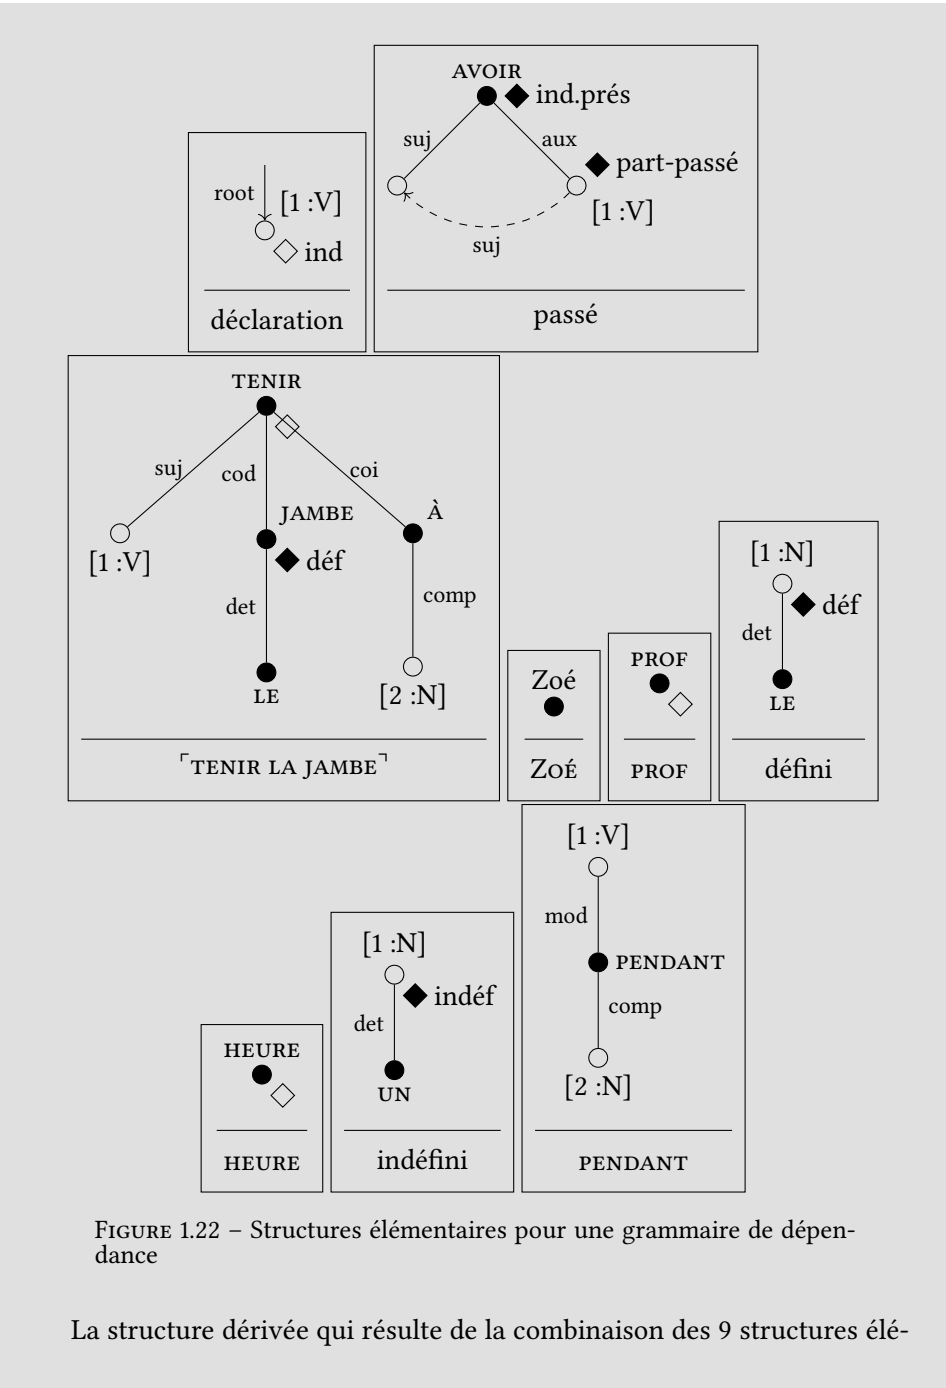 AVOIR
ind.prés
suj
aux
part-passé
[1 :V]
suj
passé
root
[1 :V]
ind
déclaration
TENIR
suj
cod
coi
[1 :V]
JAMBE
déf
À
det
comp
LE
[2 :N]
⌜TENIR LA JAMBE⌝
Zoé
ZOÉ
PROF
PROF
[1 :N]
déf
det
LE
défini
HEURE
HEURE
[1 :N]
indéf
det
UN
indéfini
[1 :V]
mod
PENDANT
comp
[2 :N]
PENDANT
FIGURE 1.22 – Structures élémentaires pour une grammaire de dépen-
dance
La structure dérivée qui résulte de la combinaison des 9 structures élé-